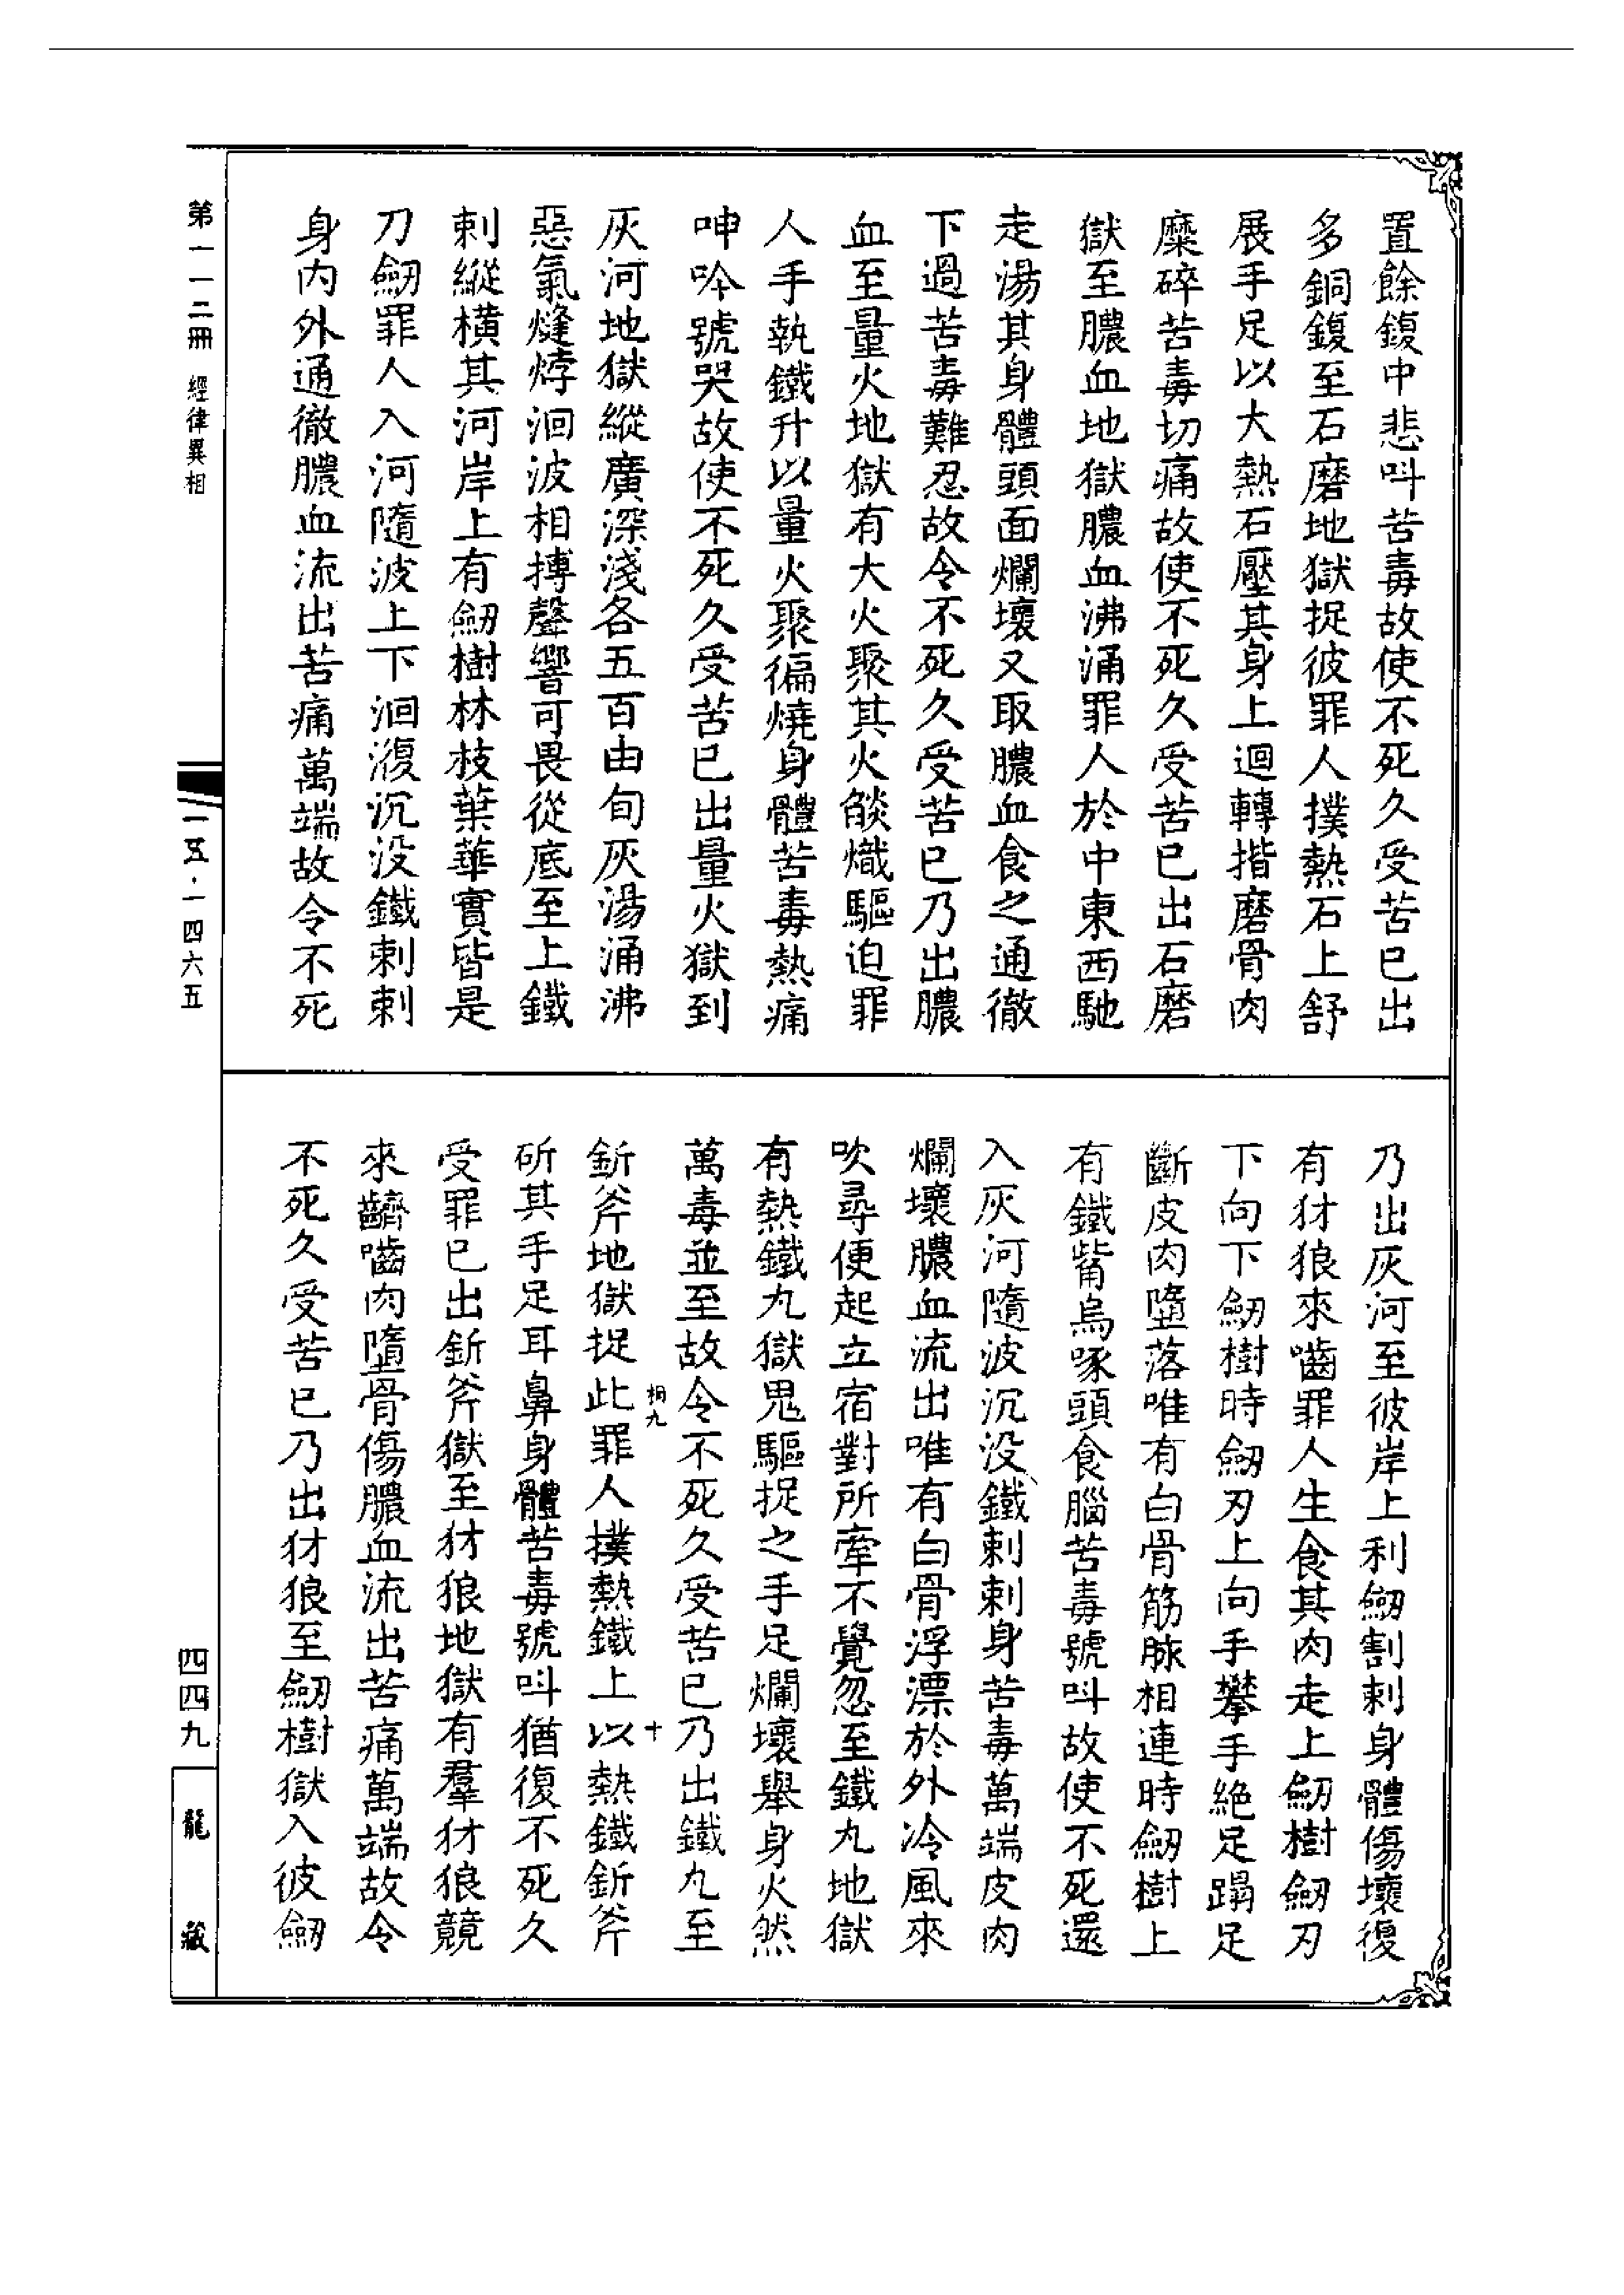 置餘鍑中悲叫苦毒故使不死久受苦已出
多銅鍑至石磨地獄捉彼罪人撲熱石上舒
展手足以大熱石壓其身上迴轉揩磨骨肉
糜碎苦毒切痛故使不死久受苦已出石磨
獄至膿血地獄膿血沸涌罪人於中東西馳
走湯其身體頭面爛壞又取膿血食之通徹
下過苦毒難忍故令不死久受苦已乃出膿
血至量火地獄有大火聚其火燄熾驅迫罪
人手執鐵升以量火聚徧燒身體苦毒熱痛
呻吟號哭故使不死久受苦已出量火獄到
灰河地獄縱廣深淺各五百由旬灰湯涌沸
惡氣熢㶿洄波相搏聲響可畏從底至上鐵
刺縱橫其河岸上有劒樹林枝葉華實皆是
刀劒罪人入河隨波上下洄澓沉没鐵刺刺
身内外通徹膿血流出苦痛萬端故令不死
乃出灰河至彼岸上利劒割刺身體傷壞復
有犲狼來嚙罪人生食其肉走上劒樹劒刃
下向下劒樹時劒刃上向手攀手絶足蹋足
斷皮肉墮落唯有白骨筋脉相連時劒樹上
有鐵觜烏啄頭食腦苦毒號叫故使不死還
入灰河隨波沉没鐵刺刺身苦毒萬端皮肉
爛壞膿血流出唯有白骨浮漂於外冷風來
吹尋便起立宿對所牽不覺忽至鐵丸地獄
有熱鐵丸獄鬼驅捉之手足爛壞舉身火然
萬毒並至故令不死久受苦已乃出鐵丸至
桐九 十
釿斧地獄捉此罪人撲熱鐵上以熱鐵釿斧
斫其手足耳鼻身體苦毒號叫猶復不死久
受罪已出釿斧獄至犲狼地獄有羣犲狼競
來齺嚙肉墮骨傷膿血流出苦痛萬端故令
不死久受苦已乃出犲狼至劒樹獄入彼劒
第一一二冊 經律異相
一五·一四六五
四四九
龍藏